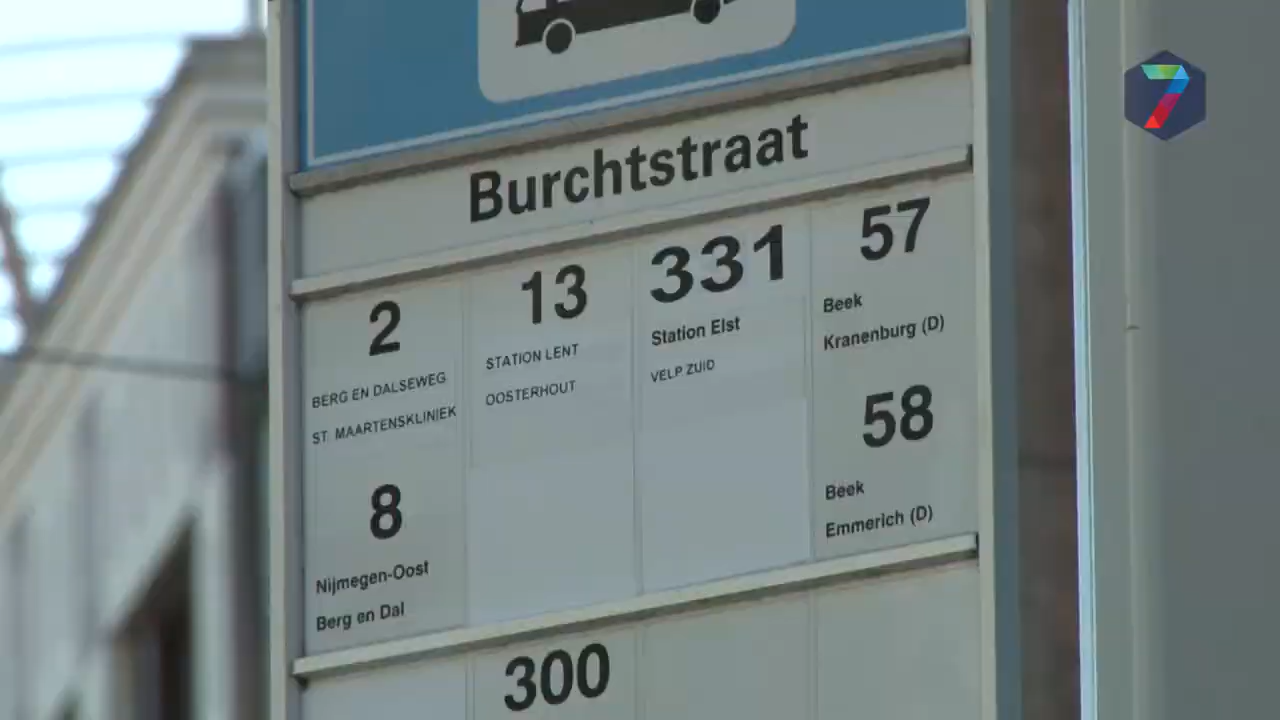 7
Burchtstraat
2
BERG EN DALSEWEG
ST. MAARTENSKLINIEK
8
Nijmegen-Oost
Berg en Dal
13
STATION LENT
OOSTERHOUT
331
Station Elst
VELP ZUID
57
Beek
Kranenburg (D)
58
Beek
Emmerich (D)
300